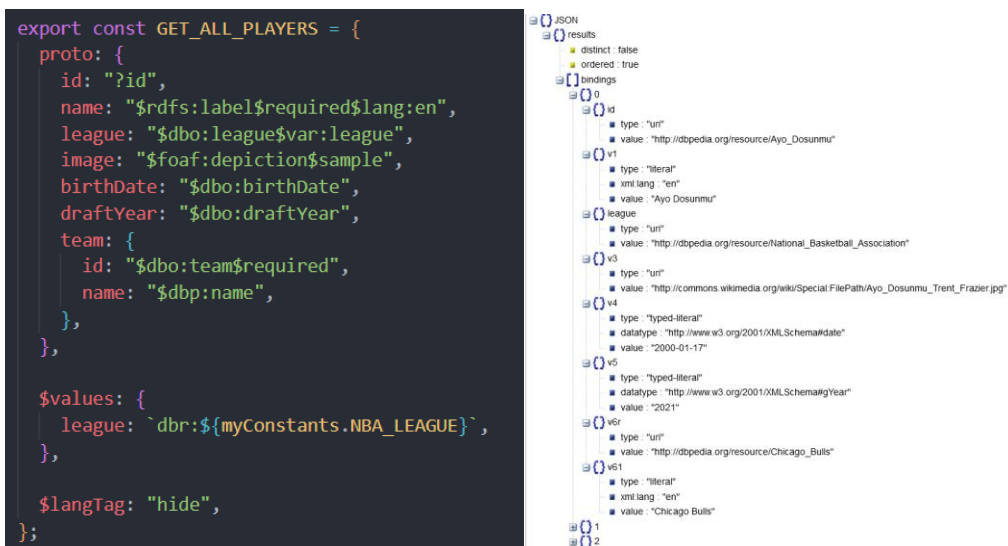 export const GET_ALL_PLAYERS = {
proto: {
id: "?id",
name: "$rdfs:label$required$lang:en",
league: "$dbo:league$var:league",
image: "$foaf:depiction$sample",
birthDate: "$dbo:birthDate",
draftYear: "$dbo:draftYear",
team: {
id: "$dbo:team$required",
name: "$dbp:name",
},
},
$values: {
league: `dbr:${myConstants.NBA_LEAGUE}`,
},
$langTag: "hide",
};
{} JSON
{} results
distinct : false
ordered : true
[] bindings
{} 0
{} id
type : "uri"
value : "http://dbpedia.org/resource/Ayo_Dosunmu"
{} v1
type : "literal"
xml:lang : "en"
value : "Ayo Dosunmu"
{} league
type : "uri"
value : "http://dbpedia.org/resource/National_Basketball_Association"
{} v3
type : "uri"
value : "http://commons.wikimedia.org/wiki/Special:FilePath/Ayo_Dosunmu_Trent_Frazier.jpg"
{} v4
type : "typed-literal"
datatype : "http://www.w3.org/2001/XMLSchema#date"
value : "2000-01-17"
{} v5
type : "typed-literal"
datatype : "http://www.w3.org/2001/XMLSchema#gYear"
value : "2021"
{} v6r
type : "uri"
value : "http://dbpedia.org/resource/Chicago_Bulls"
{} v61
type : "literal"
xml:lang : "en"
value : "Chicago Bulls"
{} 1
{} 2